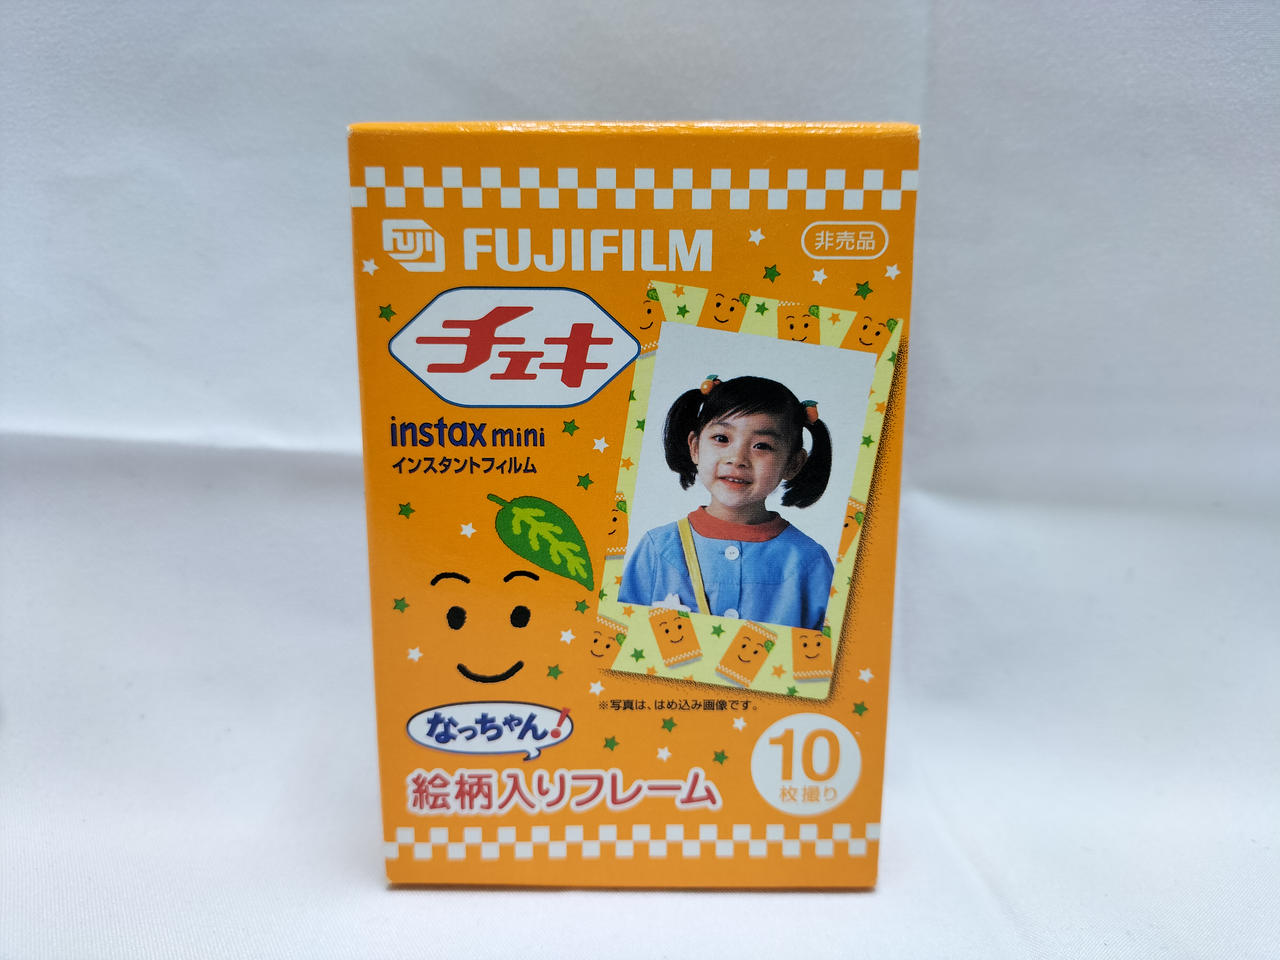 FUJI FUJIFILM
非売品
チェキ
instax mini
インスタントフィルム
※写真は、はめ込み画像です。
なっちゃん!
絵柄入りフレーム
10
枚撮り